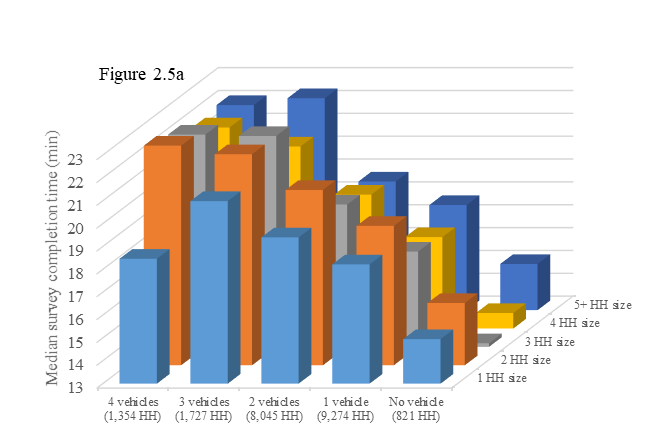 Figure 2.5a
Median survey completion time (min)
23
22
21
20
19
18
17
16
15
14
13
5+ HH size
4 HH size
3 HH size
2 HH size
1 HH size
4 vehicles 3 vehicles 2 vehicles 1 vehicle No vehicle
(1,354 HH) (1,727 HH) (8,045 HH) (9,274 HH) (821 HH)